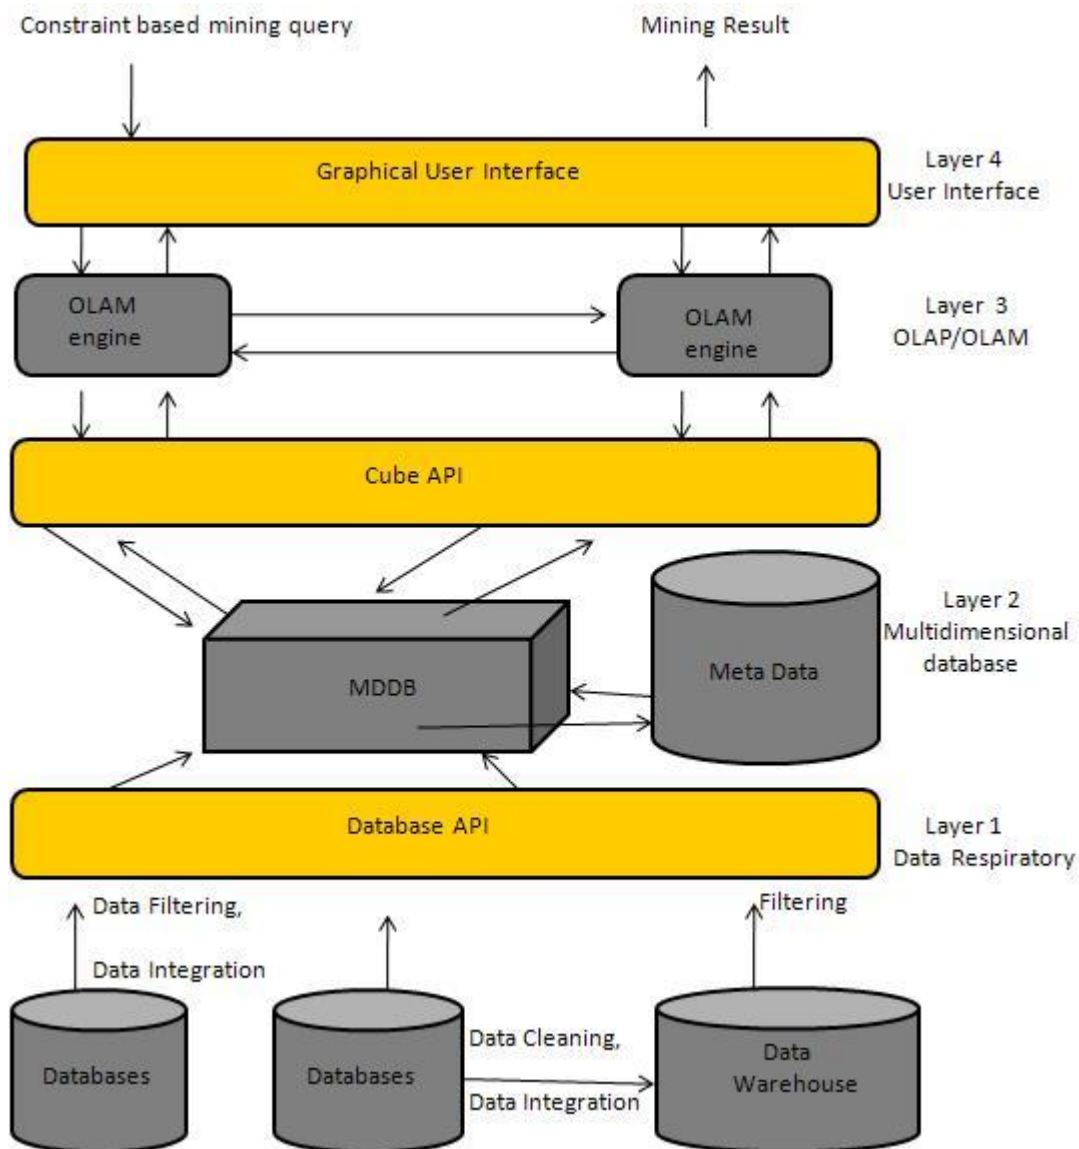 Constraint based mining query
Mining Result
Graphical User Interface
Layer 4
User Interface
OLAM
engine
OLAM
engine
Layer 3
OLAP/OLAM
Cube API
MDDB
Meta Data
Layer 2
Multidimensional
database
Database API
Layer 1
Data Respiratory
Data Filtering,
Data Integration
Filtering
Databases
Databases
Data Cleaning,
Data Integration
Data
Warehouse